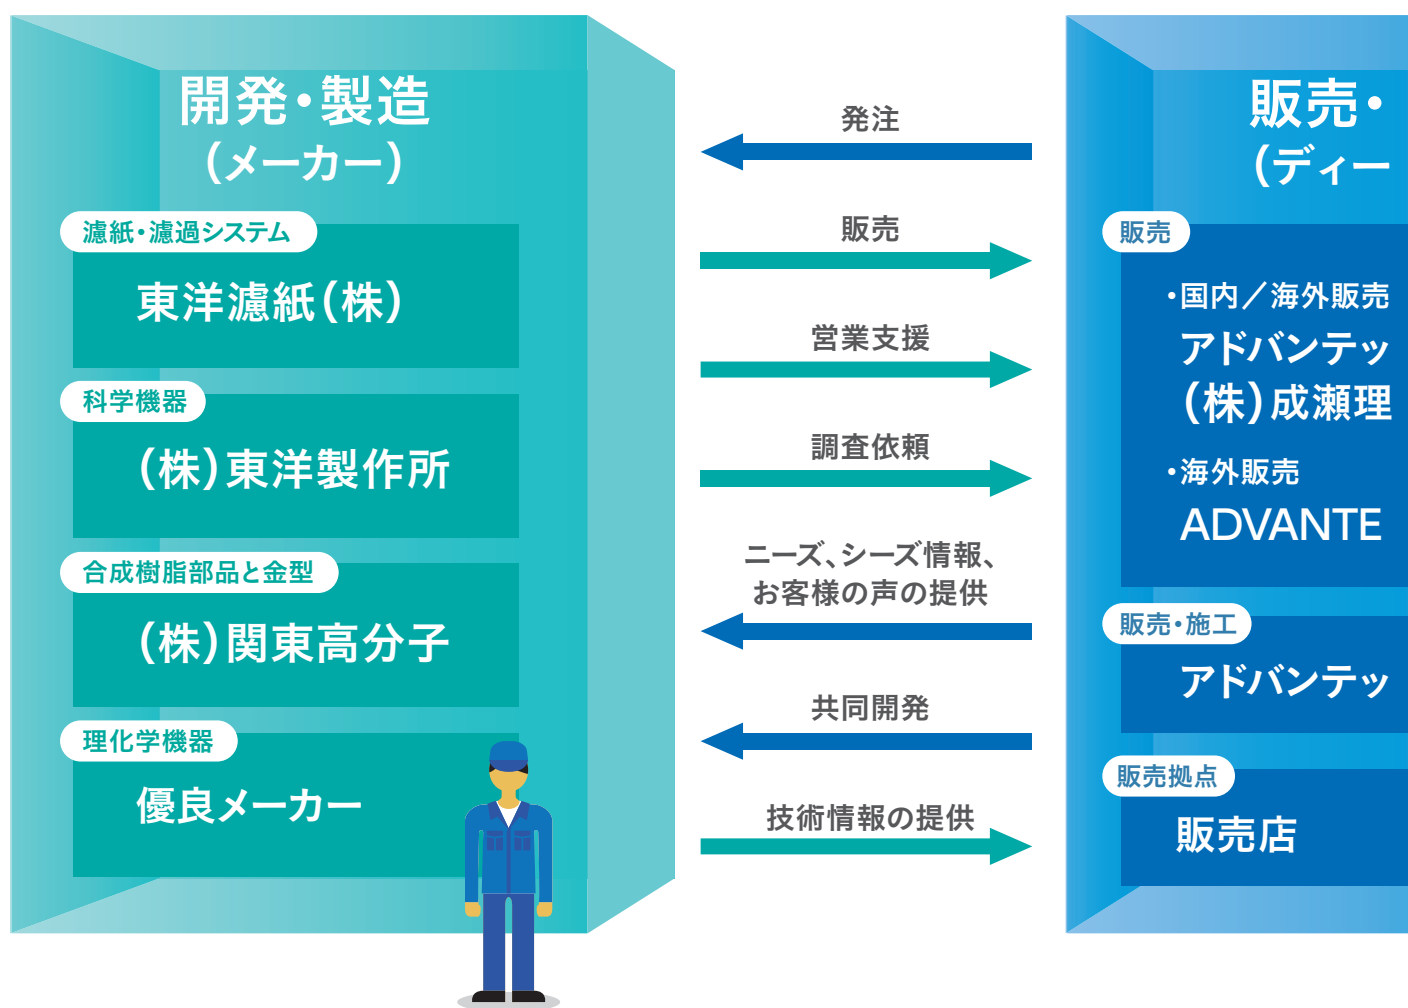 開発・製造
（メーカー）
濾紙・濾過システム
東洋濾紙（株）
科学機器
（株）東洋製作所
合成樹脂部品と金型
（株）関東高分子
理化学機器
優良メーカー
発注
販売
営業支援
調査依頼
ニーズ、シーズ情報、
お客様の声の提供
共同開発
技術情報の提供
販売・
（ディー
販売
・国内／海外販売
アドバンテッ
（株）成瀬理
・海外販売
ADVANTE
販売・施工
アドバンテッ
販売拠点
販売店